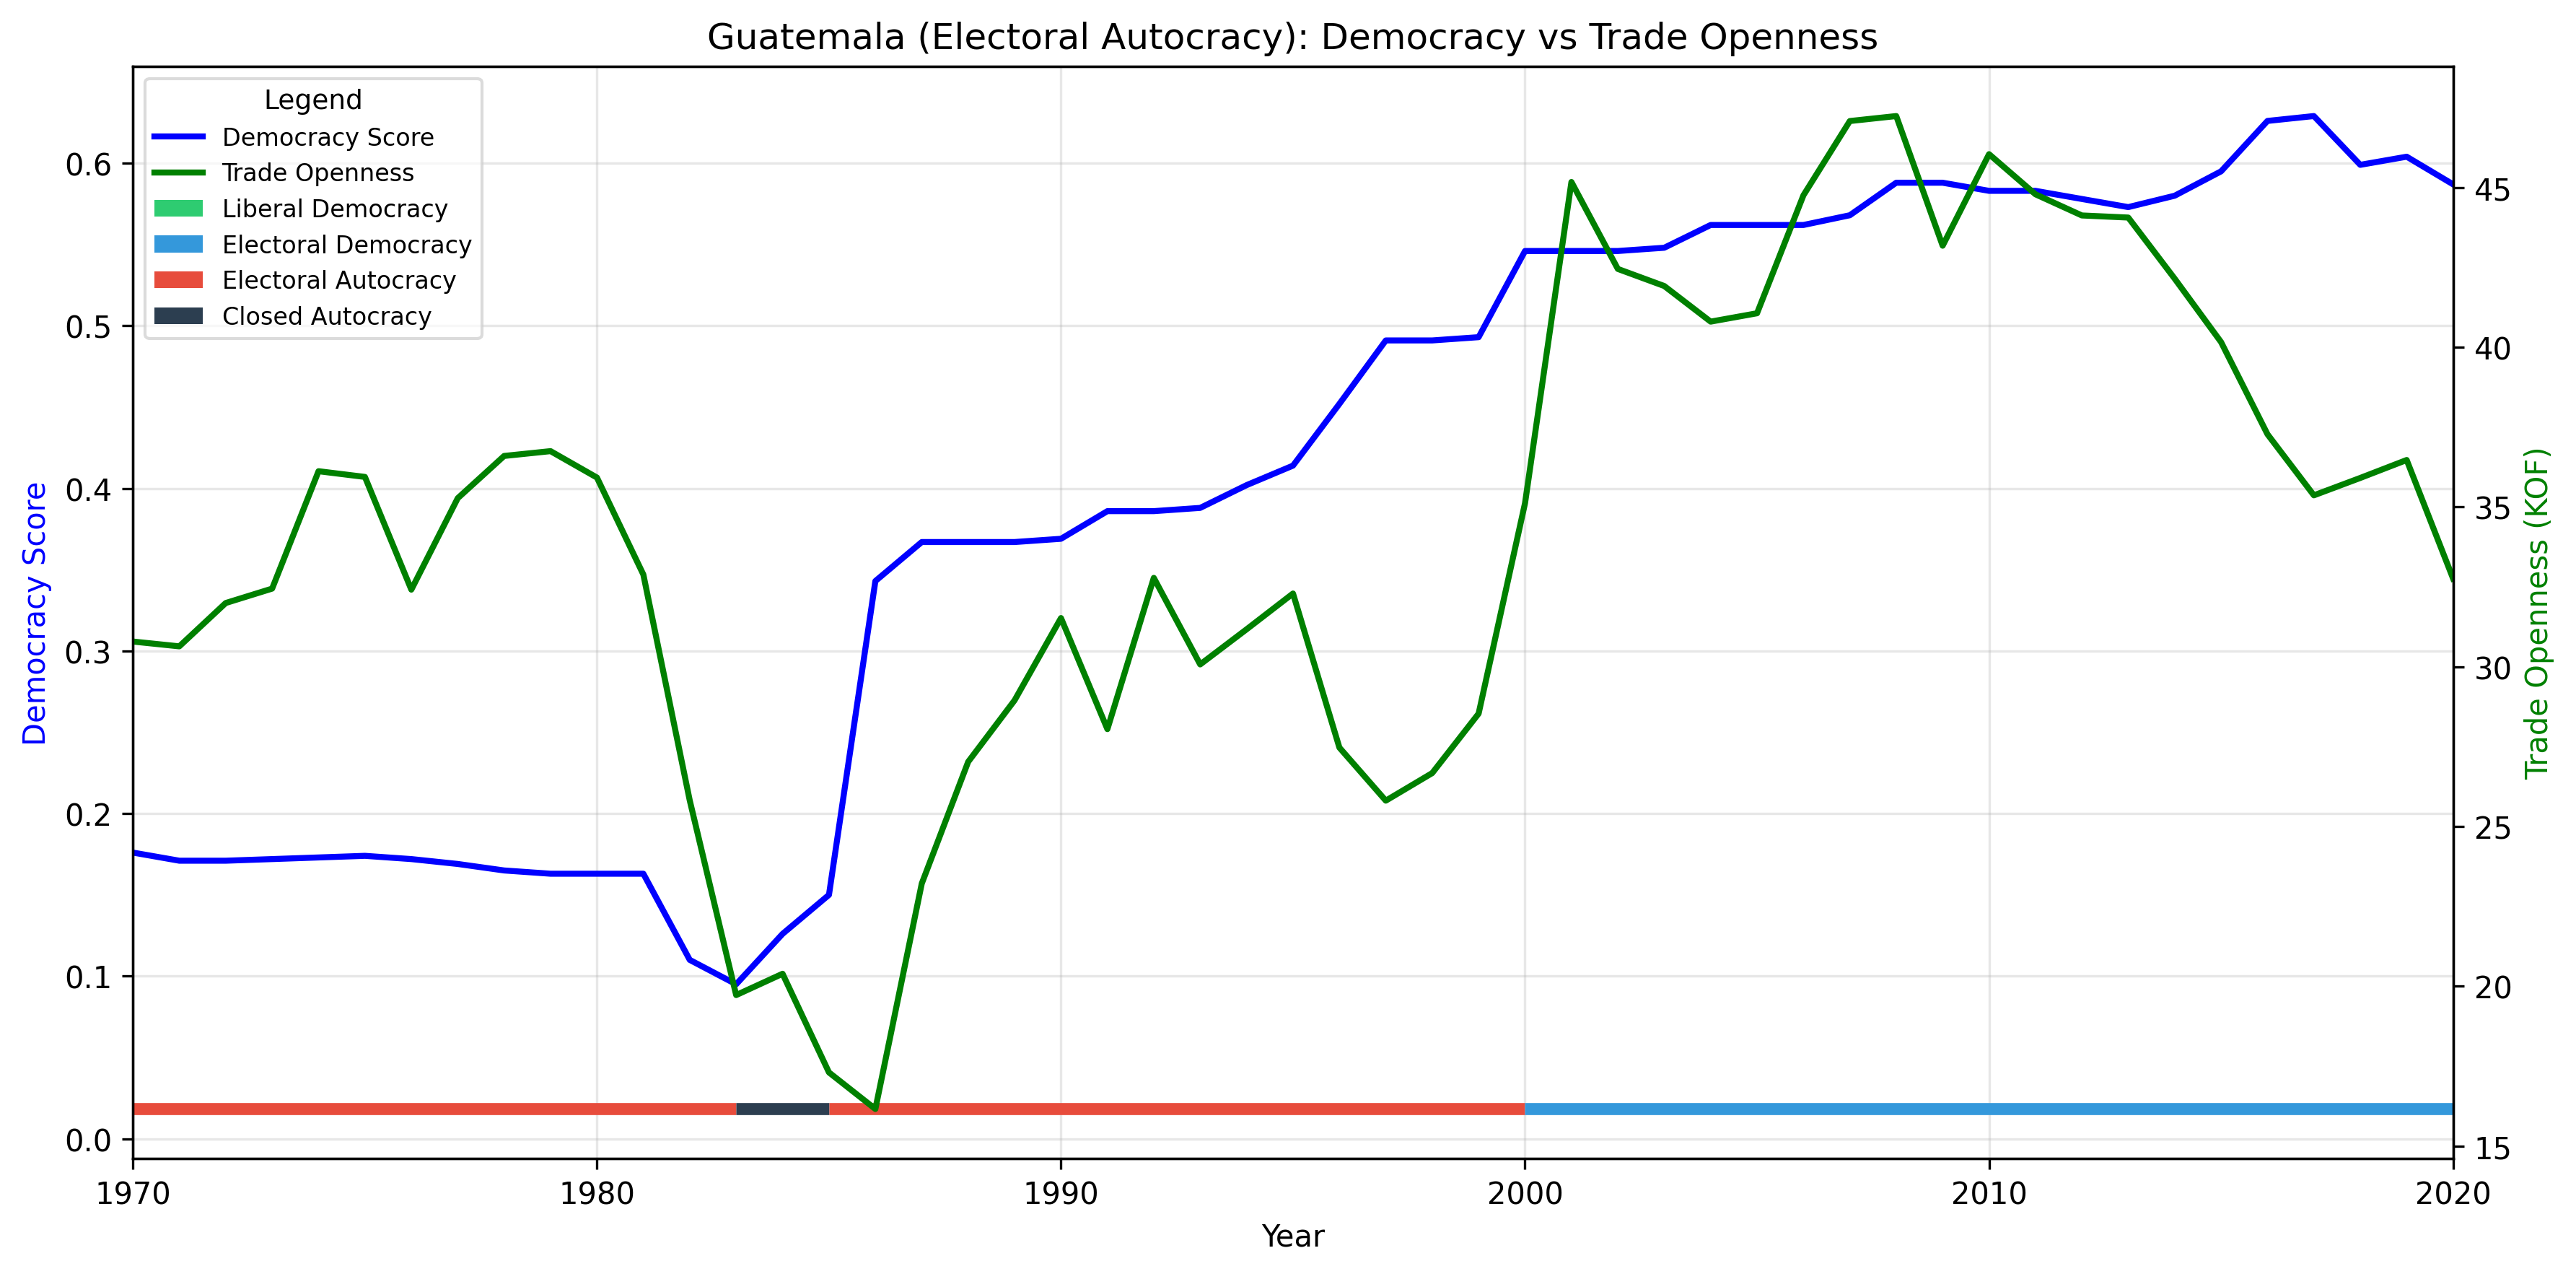 Guatemala (Electoral Autocracy): Democracy vs Trade Openness
Legend
Democracy Score
Trade Openness
Liberal Democracy
Electoral Democracy
Electoral Autocracy
Closed Autocracy
Democracy Score
0.6
0.5
0.4
0.3
0.2
0.1
0.0
45
40
35
30
25
20
15
Trade Openness (KOF)
1970 1980 1990 2000 2010 2020
Year